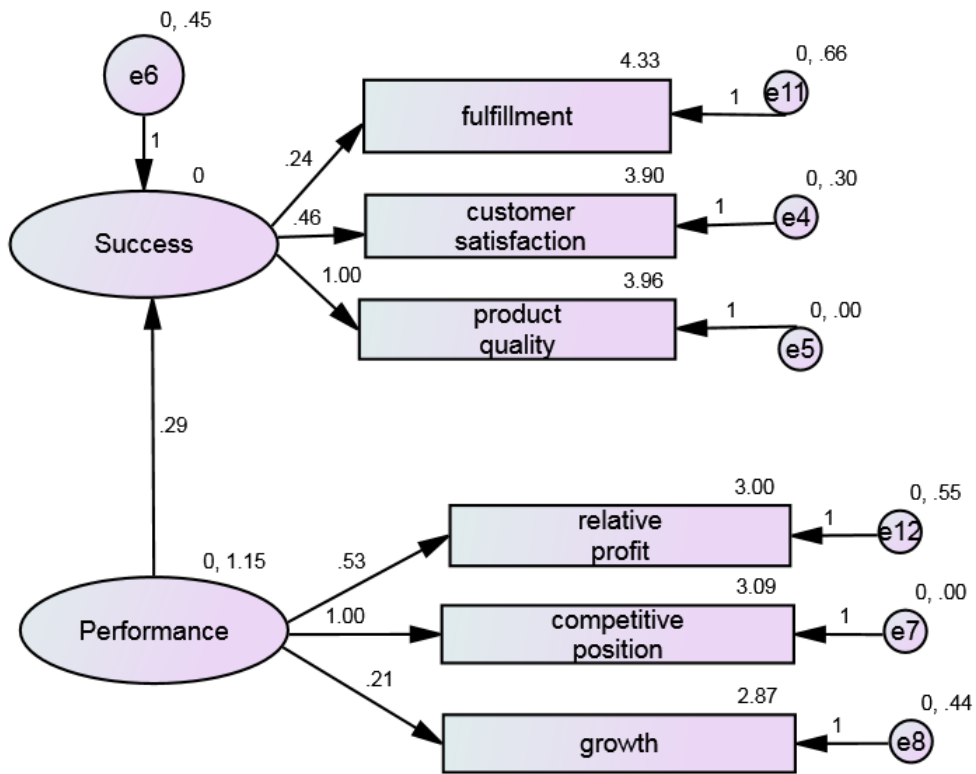 0, .45
e6
1
0
Success
4.33
fulfillment
0, .66
1
e11
.24
3.90
customer
satisfaction
0, .30
1
e4
.46
3.96
product
quality
0, .00
1
e5
1.00
.29
0, 1.15
Performance
3.00
relative
profit
0, .55
1
e12
.53
3.09
competitive
position
0, .00
1
e7
1.00
2.87
growth
0, .44
1
e8
.21